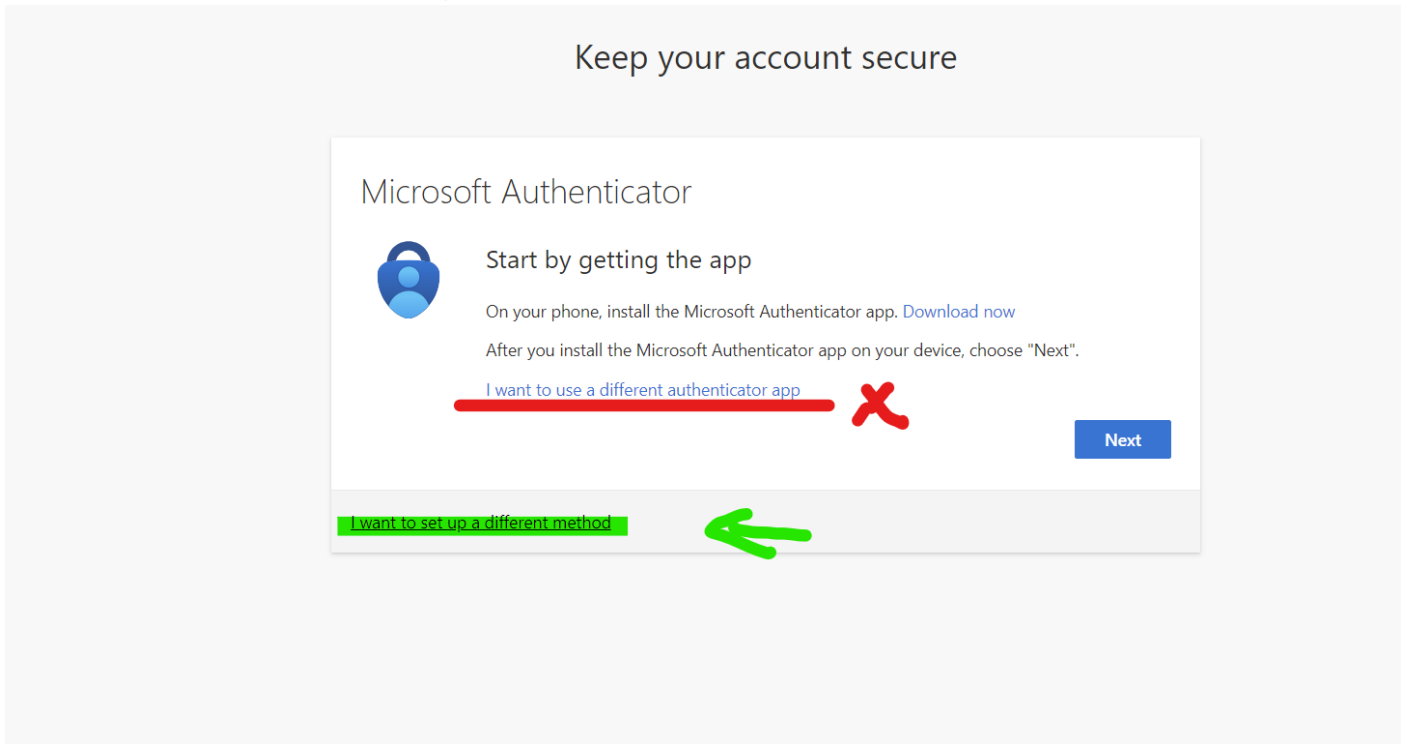 Keep your account secure
Microsoft Authenticator
Start by getting the app
On your phone, install the Microsoft Authenticator app. Download now
After you install the Microsoft Authenticator app on your device, choose "Next".
I want to use a different authenticator app
Next
I want to set up a different method